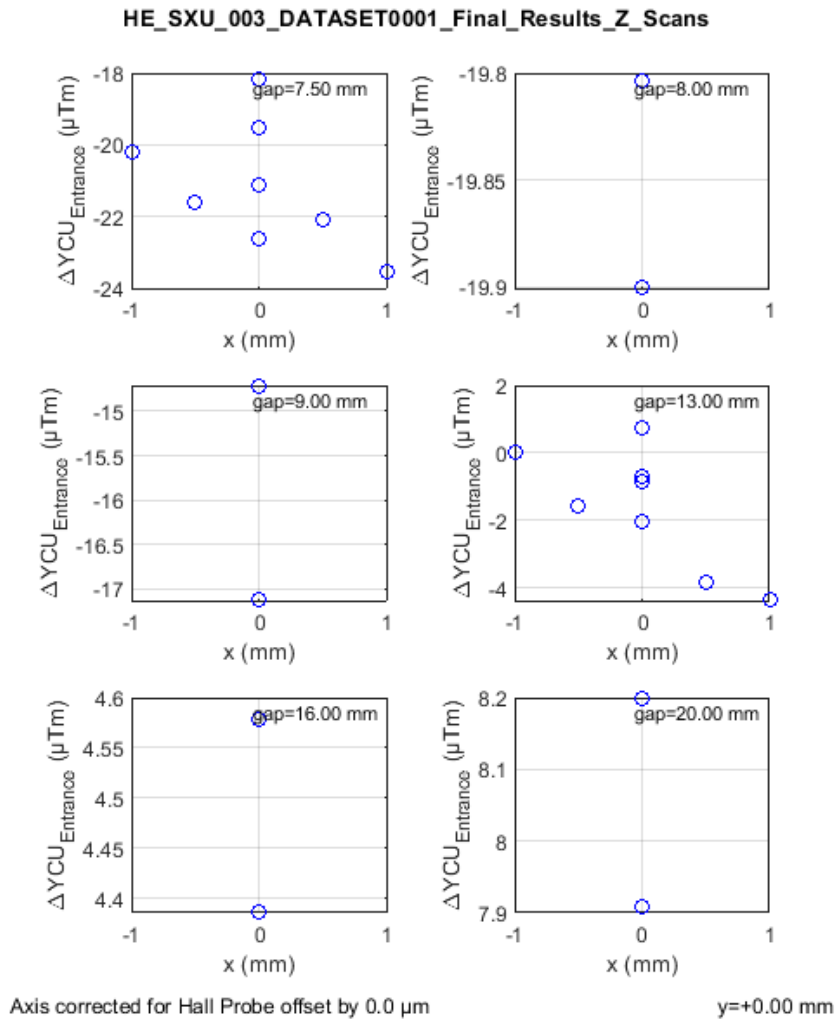 HE_SXU_003_DATASET0001_Final_Results_Z_Scans
-18
-20
-22
-24
ΔYCU_Entrance (μTm)
gap=7.50 mm
-1
0
1
x (mm)
-19.8
-19.85
-19.9
ΔYCU_Entrance (μTm)
gap=8.00 mm
-1
0
1
x (mm)
-15
-15.5
-16
-16.5
-17
ΔYCU_Entrance (μTm)
gap=9.00 mm
-1
0
1
x (mm)
2
0
-2
-4
ΔYCU_Entrance (μTm)
gap=13.00 mm
-1
0
1
x (mm)
4.6
4.55
4.5
4.45
4.4
ΔYCU_Entrance (μTm)
gap=16.00 mm
-1
0
1
x (mm)
8.2
8.1
8
7.9
ΔYCU_Entrance (μTm)
gap=20.00 mm
-1
0
1
x (mm)
Axis corrected for Hall Probe offset by 0.0 μm
y=+0.00 mm